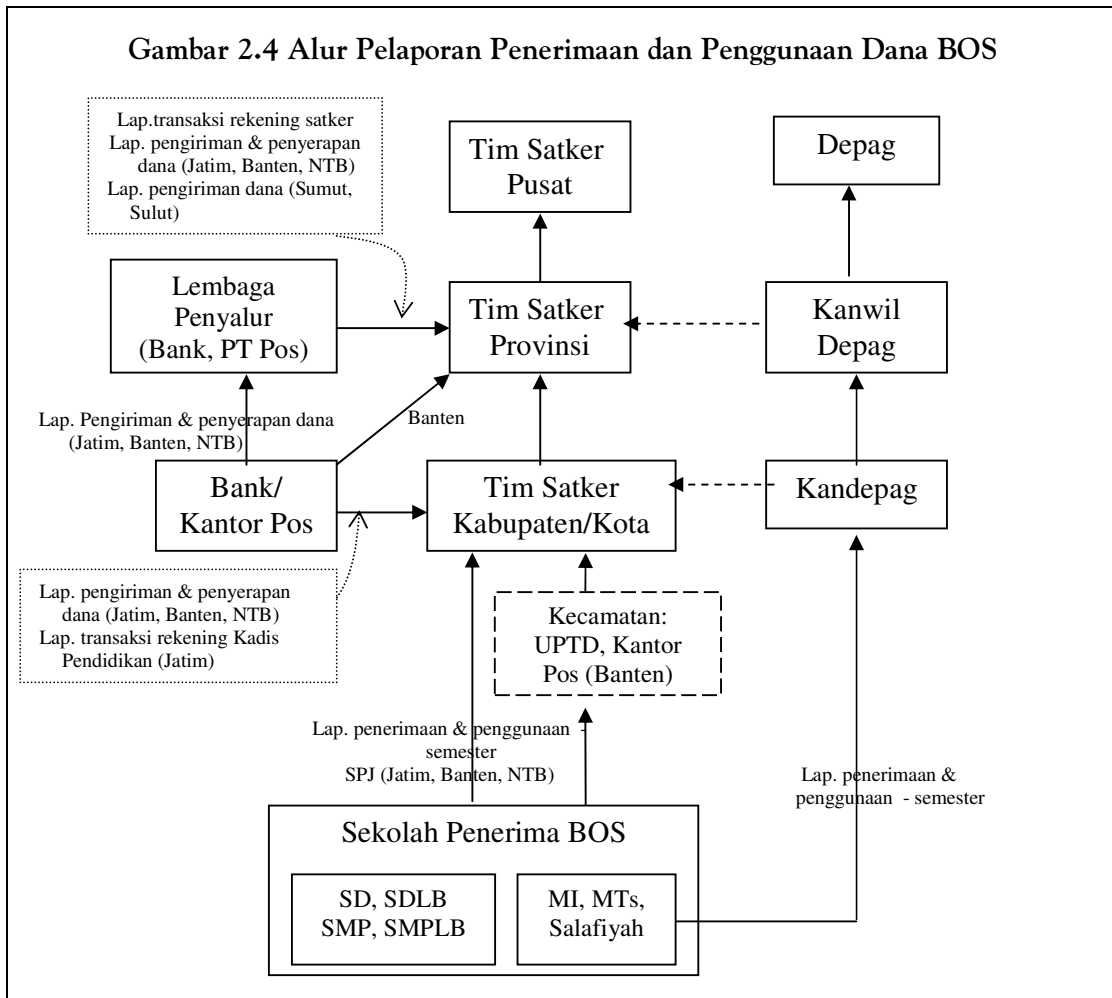 Gambar 2.4 Alur Pelaporan Penerimaan dan Penggunaan Dana BOS
Lap.transaksi rekening satker
Lap. pengiriman & penyerapan
dana (Jatim, Banten, NTB)
Lap. pengiriman dana (Sumut,
Sulut)
Tim Satker
Pusat
Depag
Lembaga
Penyalur
(Bank, PT Pos)
Tim Satker
Provinsi
Kanwil
Depag
Lap. Pengiriman & penyerapan dana
(Jatim, Banten, NTB)
Banten
Bank/
Kantor Pos
Tim Satker
Kabupaten/Kota
Kandepag
Lap. pengiriman & penyerapan
dana (Jatim, Banten, NTB)
Lap. transaksi rekening Kadis
Pendidikan (Jatim)
Kecamatan:
UPTD, Kantor
Pos (Banten)
Lap. penerimaan & penggunaan -
semester
SPJ (Jatim, Banten, NTB)
Lap. penerimaan &
penggunaan - semester
Sekolah Penerima BOS
SD, SDLB
SMP, SMPLB
MI, MTs,
Salafiyah